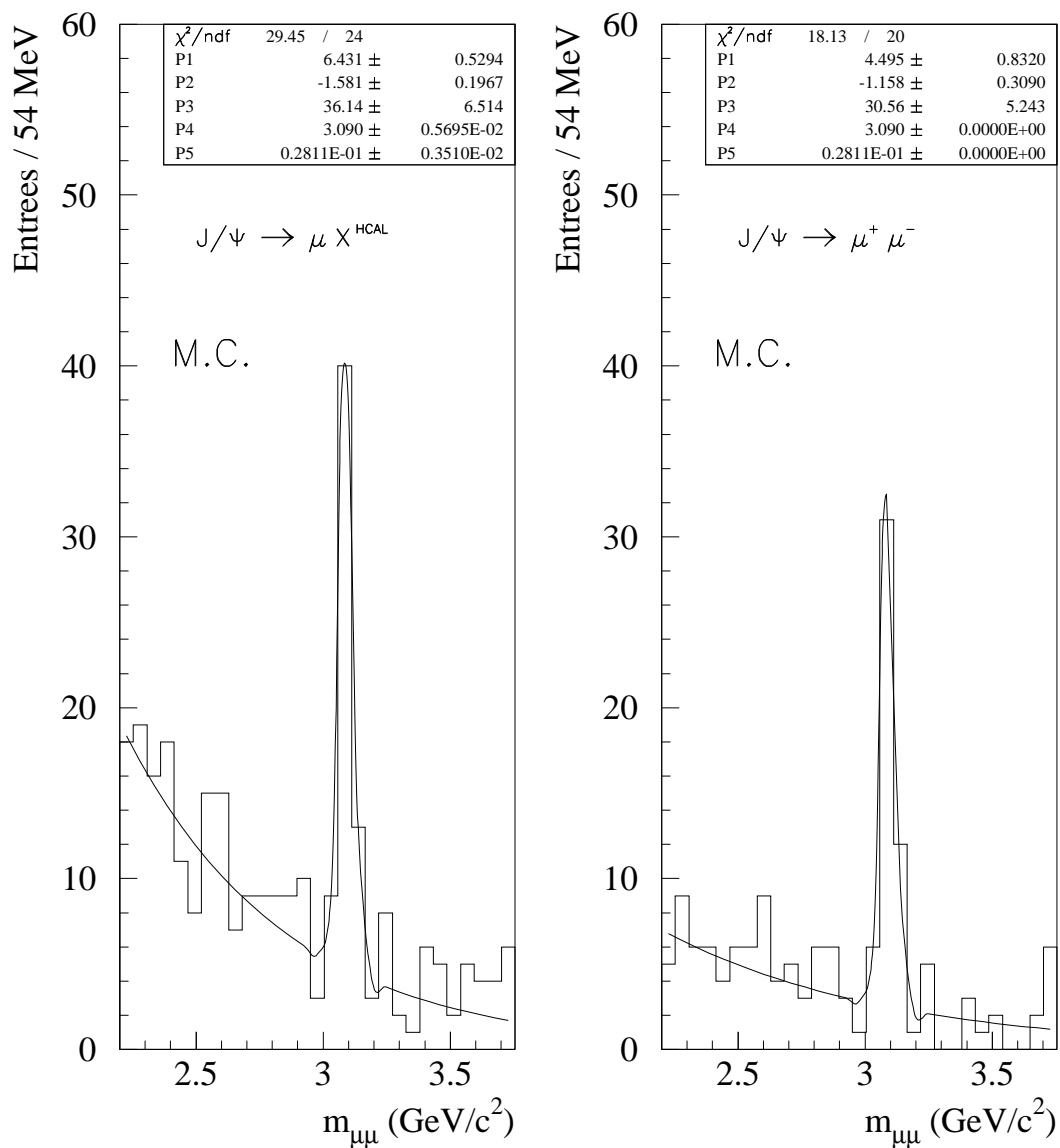 Entrees / 54 MeV
60
50
40
30
20
10
0
χ²/ndf 29.45 / 24
P1 6.431 ± 0.5294
P2 -1.581 ± 0.1967
P3 36.14 ± 6.514
P4 3.090 ± 0.5695E-02
P5 0.2811E-01 ± 0.3510E-02
J/Ψ → μ X^HCAL
M.C.
2.5 3 3.5
m_μμ (GeV/c²)
Entrees / 54 MeV
60
50
40
30
20
10
0
χ²/ndf 18.13 / 20
P1 4.495 ± 0.8320
P2 -1.158 ± 0.3090
P3 30.56 ± 5.243
P4 3.090 ± 0.0000E+00
P5 0.2811E-01 ± 0.0000E+00
J/Ψ → μ⁺ μ⁻
M.C.
2.5 3 3.5
m_μμ (GeV/c²)